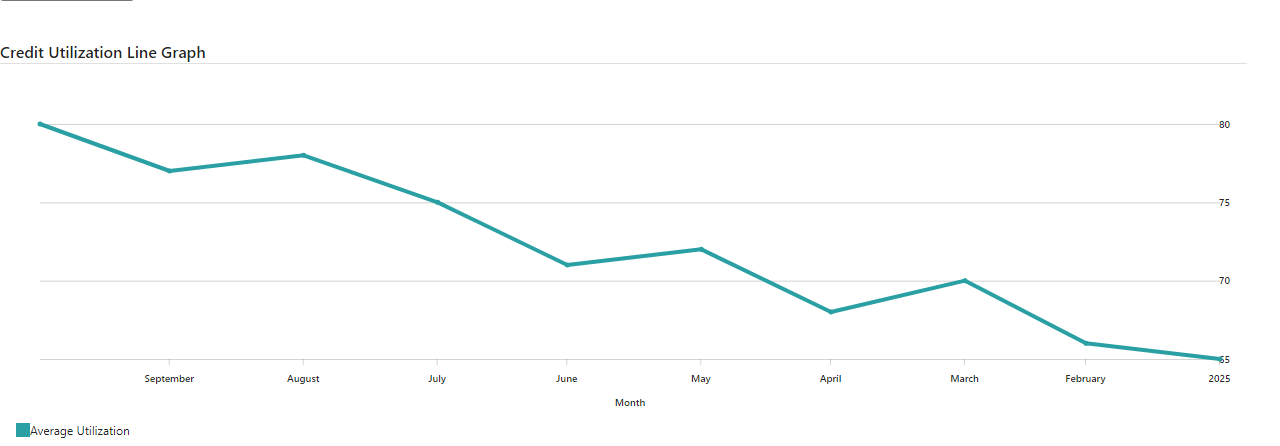 Credit Utilization Line Graph
80
75
70
65
September August July June May April March February 2025
Month
Average Utilization